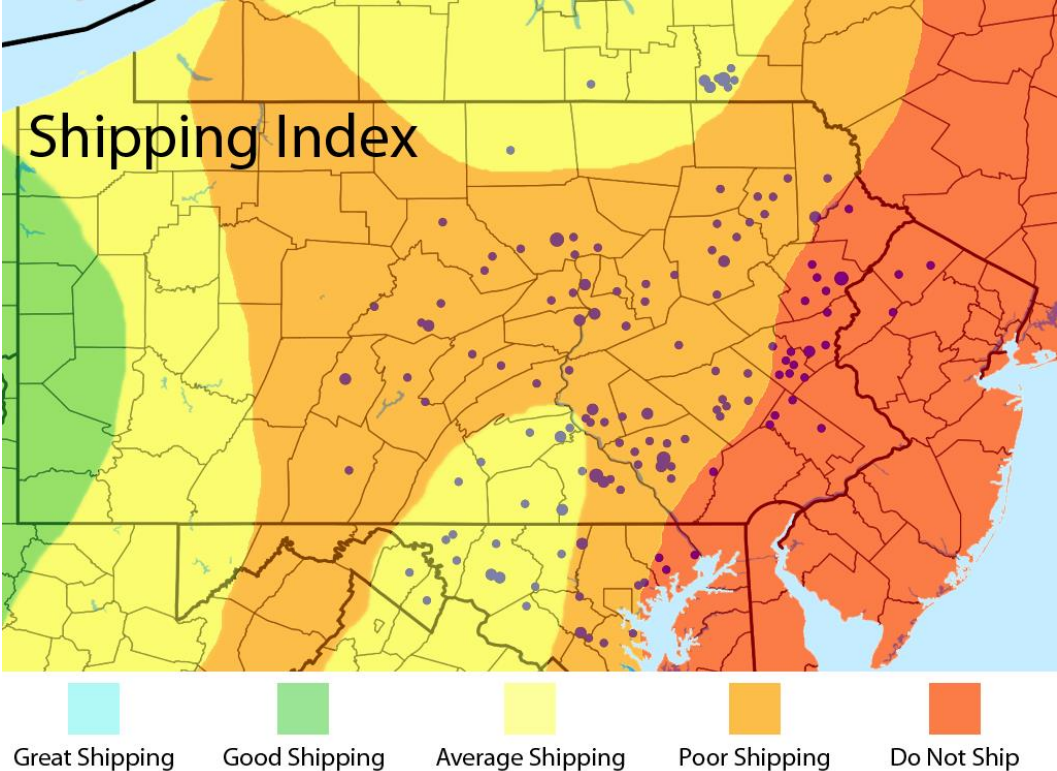 Shipping Index
Great Shipping
Good Shipping
Average Shipping
Poor Shipping
Do Not Ship